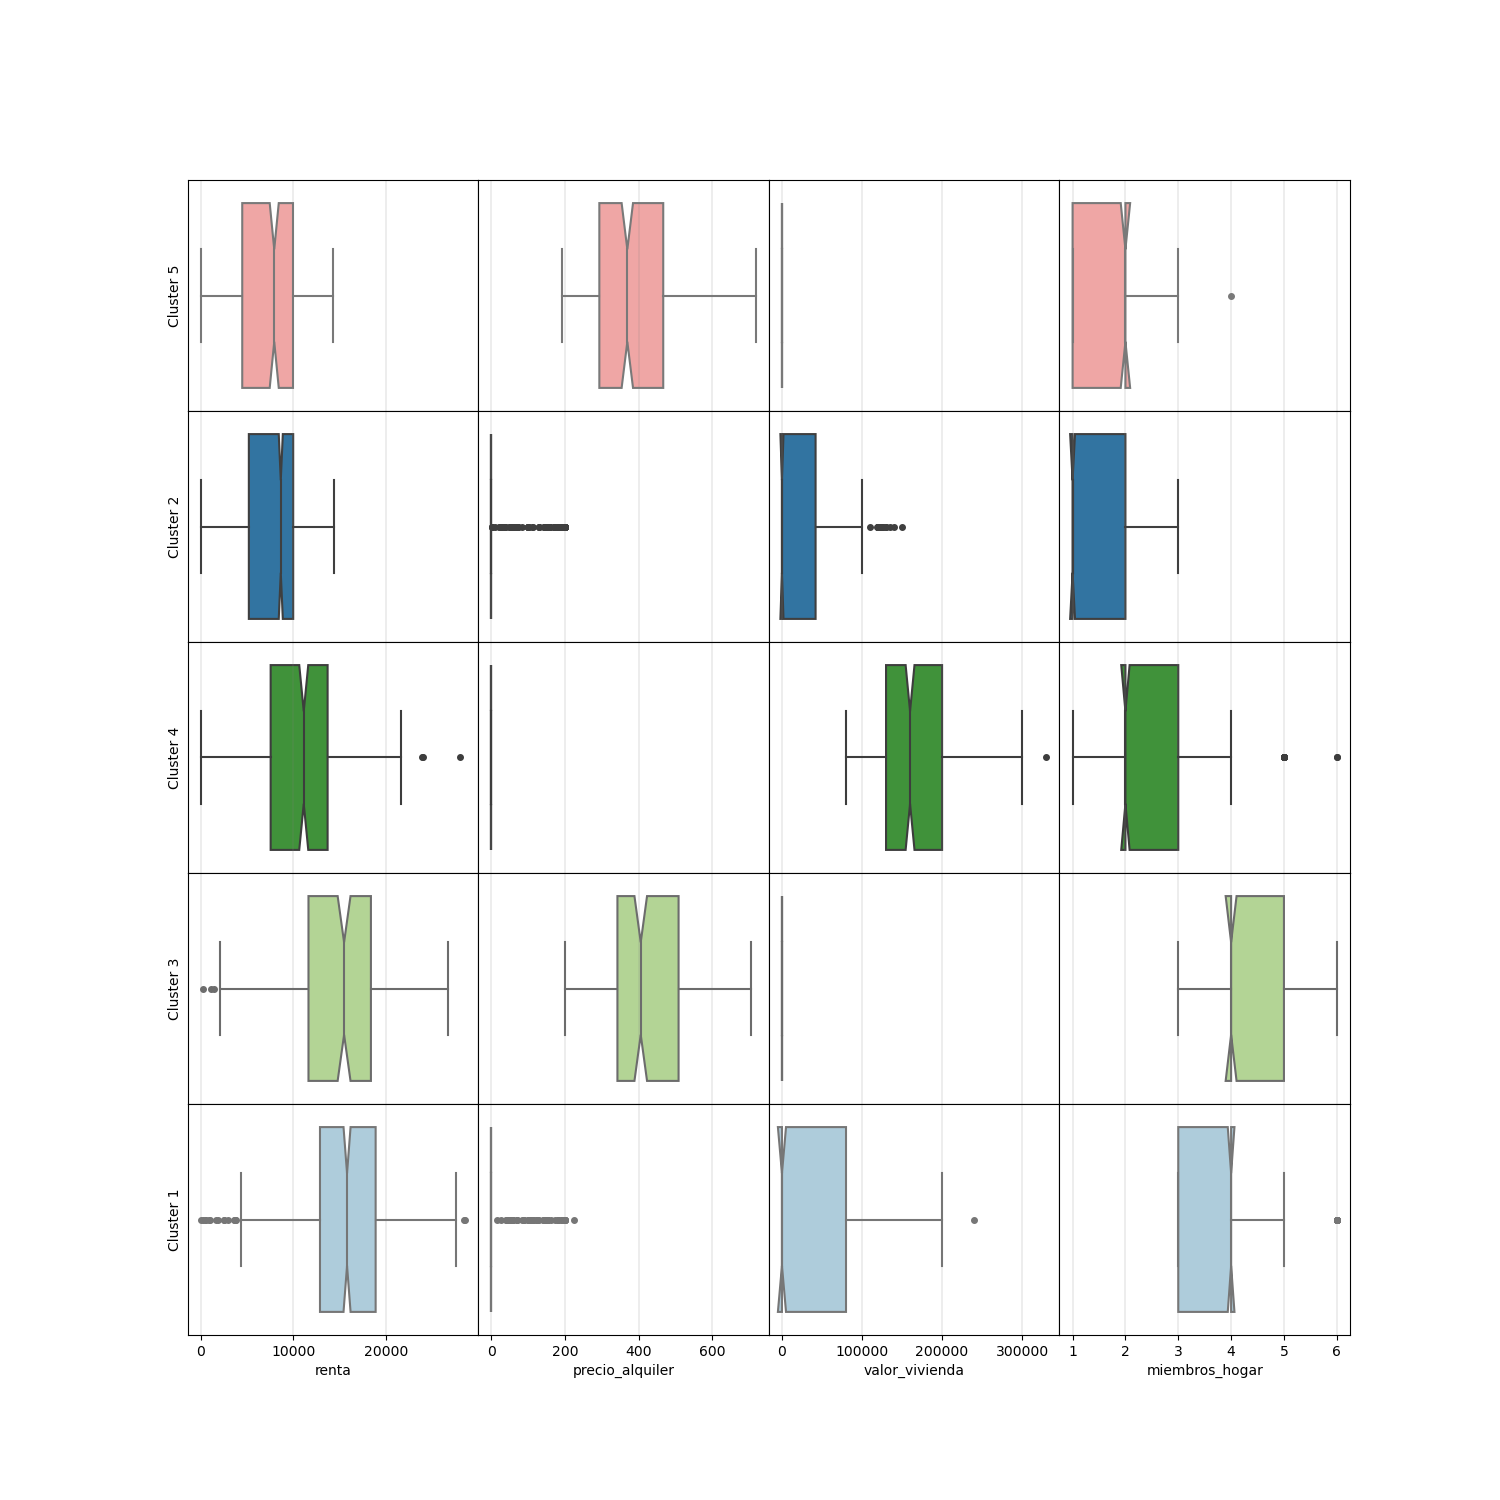 Cluster 5
Cluster 2
Cluster 4
Cluster 3
Cluster 1
0 10000 20000 0 200 400 600 0 100000 200000 300000 1 2 3 4 5 6
renta precio_alquiler valor_vivienda miembros_hogar